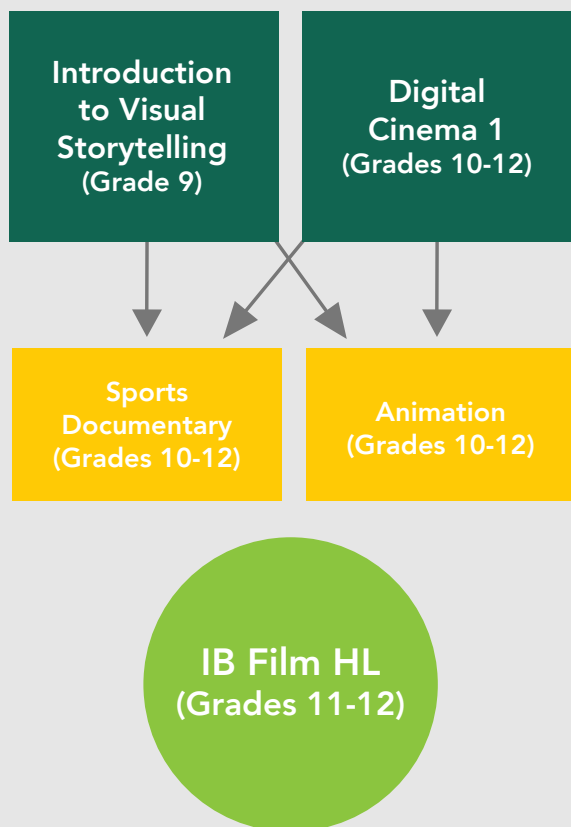 Introduction
to Visual
Storytelling
(Grade 9)
Digital
Cinema 1
(Grades 10-12)
Sports
Documentary
(Grades 10-12)
Animation
(Grades 10-12)
IB Film HL
(Grades 11-12)